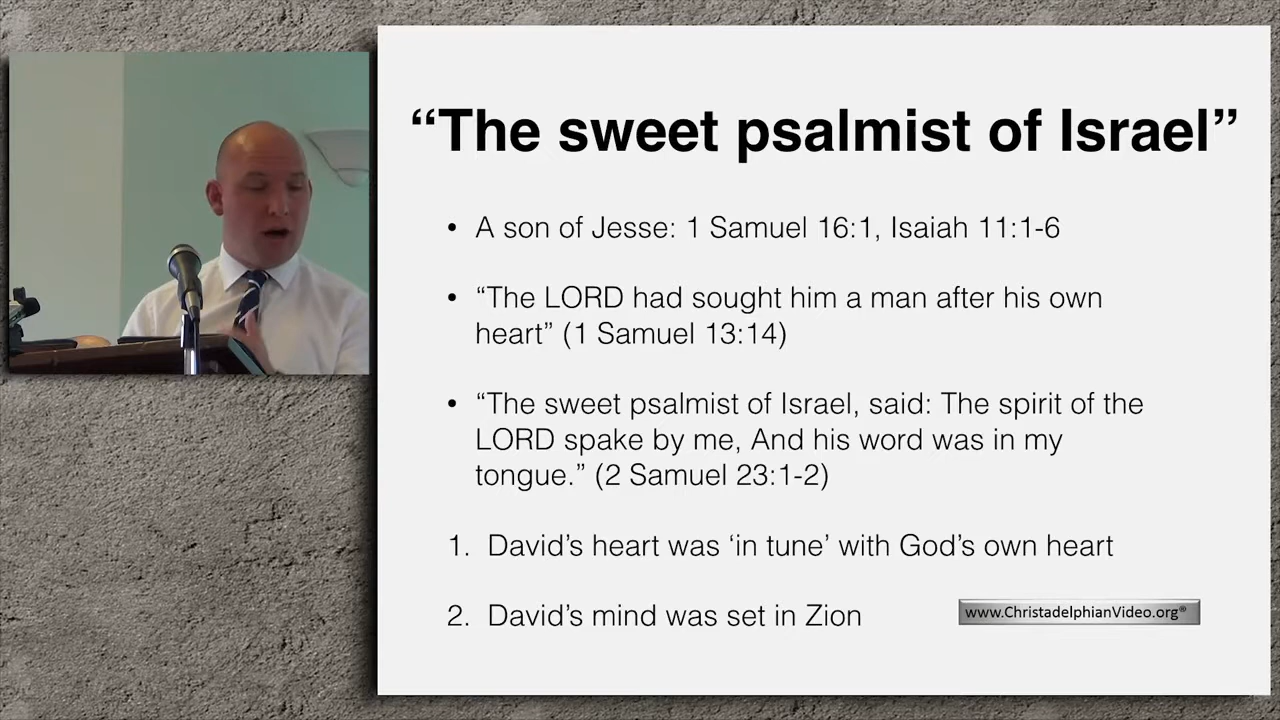 “The sweet psalmist of Israel”
• A son of Jesse: 1 Samuel 16:1, Isaiah 11:1-6
• “The LORD had sought him a man after his own
heart” (1 Samuel 13:14)
• “The sweet psalmist of Israel, said: The spirit of the
LORD spake by me, And his word was in my
tongue.” (2 Samuel 23:1-2)
1. David’s heart was ‘in tune’ with God’s own heart
2. David’s mind was set in Zion
www.ChristadelphianVideo.org®